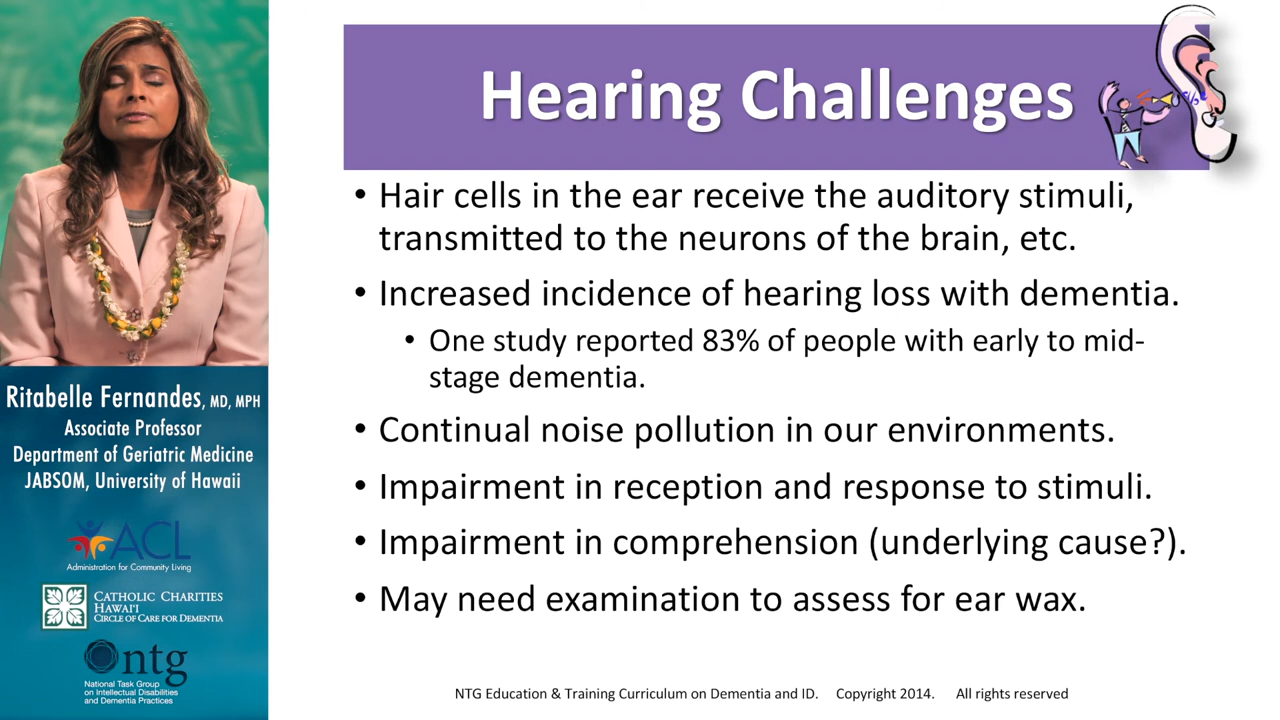 Hearing Challenges
• Hair cells in the ear receive the auditory stimuli,
transmitted to the neurons of the brain, etc.
• Increased incidence of hearing loss with dementia.
• One study reported 83% of people with early to mid-
stage dementia.
• Continual noise pollution in our environments.
• Impairment in reception and response to stimuli.
• Impairment in comprehension (underlying cause?).
• May need examination to assess for ear wax.
NTG Education & Training Curriculum on Dementia and ID. Copyright 2014. All rights reserved
Ritabelle Fernandes, MD, MPH
Associate Professor
Department of Geriatric Medicine
JABSOM, University of Hawaii
ACL
Administration for Community Living
CATHOLIC CHARITIES
HAWAI‘I
CIRCLE OF CARE FOR DEMENTIA
ntg
National Task Group
on Intellectual Disabilities
and Dementia Practices